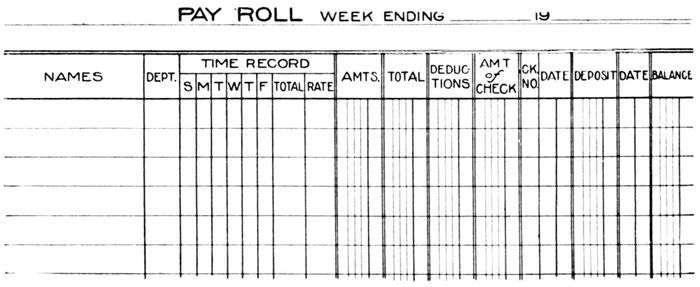 PAY ROLL WEEK ENDING 19
NAMES DEPT. TIME RECORD AMTS. TOTAL DEDUCTIONS AMT of CHECK CK. NO. DATE DEPOSIT DATE BALANCE
S M T W T F TOTAL RATE